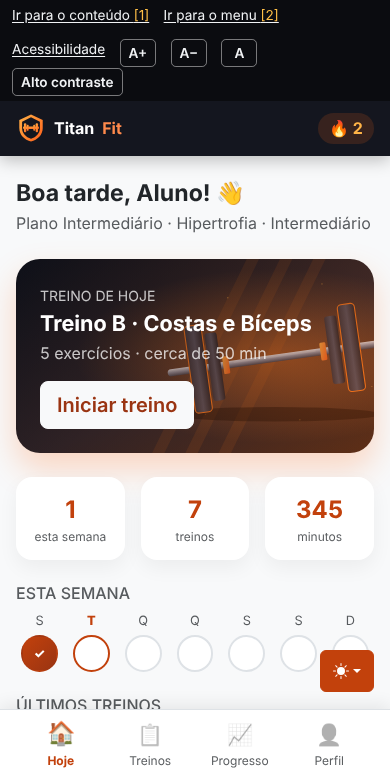 Ir para o conteúdo [1] Ir para o menu [2]
Acessibilidade A+ A− A
Alto contraste
Titan Fit 🔥 2
Boa tarde, Aluno! 👋
Plano Intermediário · Hipertrofia · Intermediário
TREINO DE HOJE
Treino B · Costas e Bíceps
5 exercícios · cerca de 50 min
Iniciar treino
1 7 345
esta semana treinos minutos
ESTA SEMANA
S T Q Q S S D
ÚLTIMOS TREINOS
Hoje Treinos Progresso Perfil